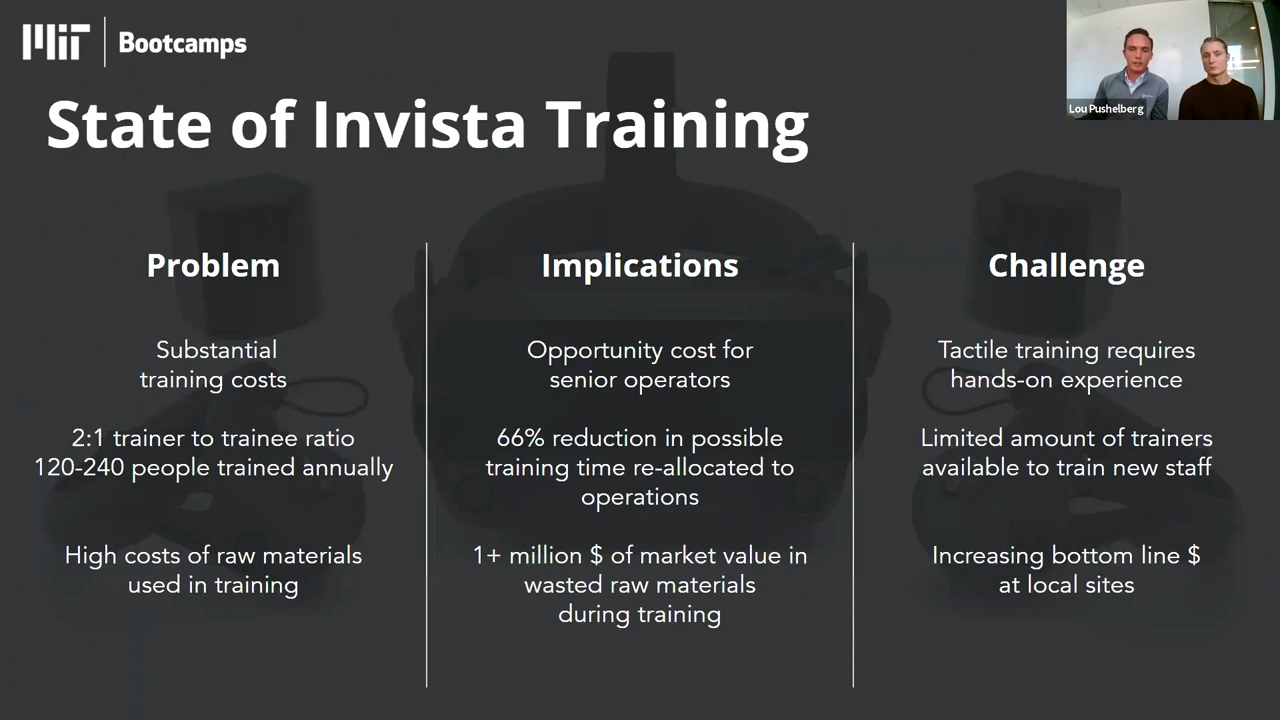 MIT Bootcamps
Lou Pushelberg
State of Invista Training
Problem
Substantial
training costs
2:1 trainer to trainee ratio
120-240 people trained annually
High costs of raw materials
used in training
Implications
Opportunity cost for
senior operators
66% reduction in possible
training time re-allocated to
operations
1+ million $ of market value in
wasted raw materials
during training
Challenge
Tactile training requires
hands-on experience
Limited amount of trainers
available to train new staff
Increasing bottom line $
at local sites